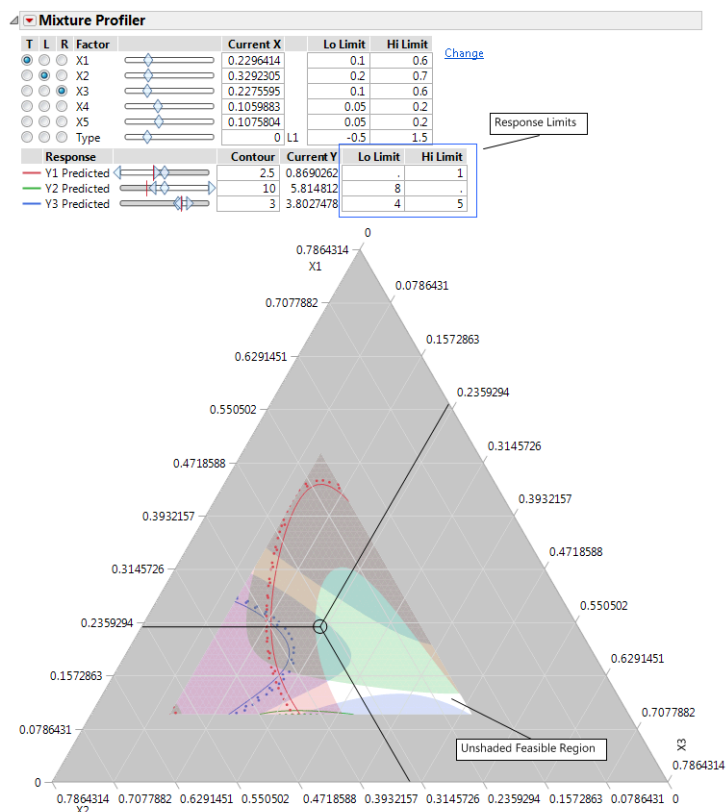 Mixture Profiler
T L R Factor Current X Lo Limit Hi Limit
X1 0.2296414 0.1 0.6 Change
X2 0.3292305 0.2 0.7
X3 0.2275595 0.1 0.6
X4 0.1059883 0.05 0.2
X5 0.1075804 0.05 0.2
Type 0 L1 -0.5 1.5
Response Limits
Response Contour Current Y Lo Limit Hi Limit
Y1 Predicted 2.5 0.8690262 . 1
Y2 Predicted 10 5.814812 8 .
Y3 Predicted 3 3.8027478 4 5
0
0.7864314
X1
0.0786431
0.7077882
0.1572863
0.6291451
0.2359294
0.550502
0.3145726
0.4718588
0.3932157
0.3932157
0.4718588
0.3145726
0.550502
0.2359294
0.6291451
0.1572863
0.7077882
0.0786431
Unshaded Feasible Region
X3
0.7864314
0
0.7864314 0.7077882 0.6291451 0.550502 0.4718588 0.3932157 0.3145726 0.2359294 0.1572863 0.0786431 0
X2